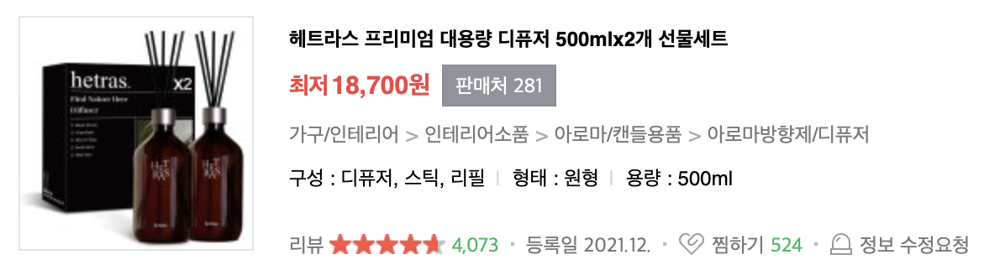 헤트라스 프리미엄 대용량 디퓨저 500mlx2개 선물세트
최저 18,700원 판매처 281
가구/인테리어 > 인테리어소품 > 아로마/캔들용품 > 아로마방향제/디퓨저
구성 : 디퓨저, 스틱, 리필 | 형태 : 원형 | 용량 : 500ml
리뷰 4,073 · 등록일 2021.12. · 찜하기 524 · 정보 수정요청
hetras.
x2
Find Nature Here
Diffuser
HET
RAS
HET
RAS